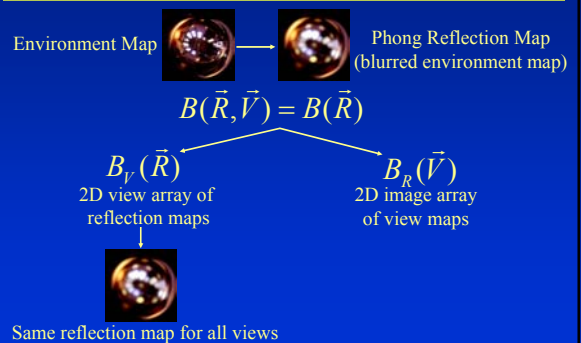 Environment Map
Phong Reflection Map
(blurred environment map)
B(R⃗,V⃗) = B(R⃗)
B_V(R⃗)
2D view array of
reflection maps
B_R(V⃗)
2D image array
of view maps
Same reflection map for all views